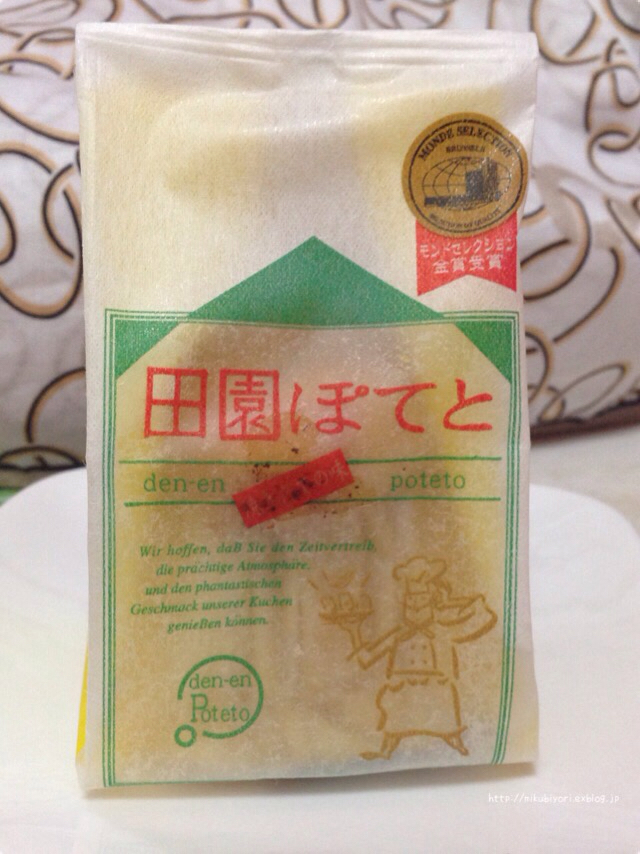 MONDE SELECTION
モンドセレクション
金賞受賞
田園ぽてと
den-en poteto
Wir hoffen, daB Sie den Zeitvertreib,
die prächtige Atmosphäre,
und den phantastischen
Geschmack unserer Kuchen
genieBen können.
den-en
Poteto